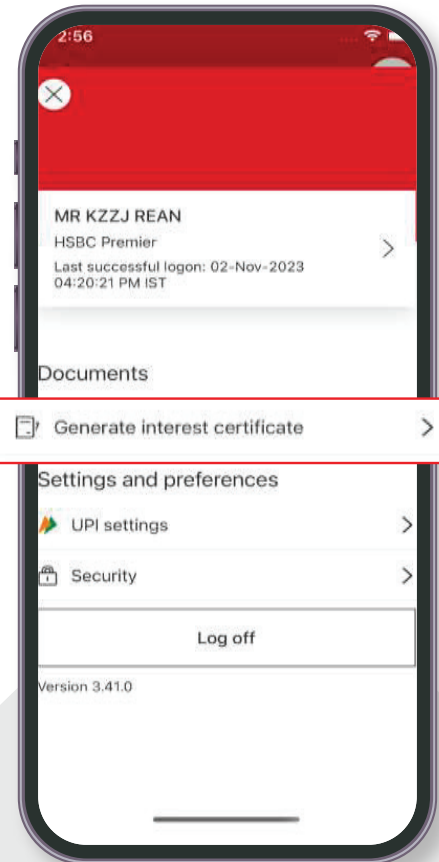 2:56
MR KZZJ REAN
HSBC Premier
Last successful logon: 02-Nov-2023
04:20:21 PM IST
Documents
Generate interest certificate
Settings and preferences
UPI settings
Security
Log off
Version 3.41.0